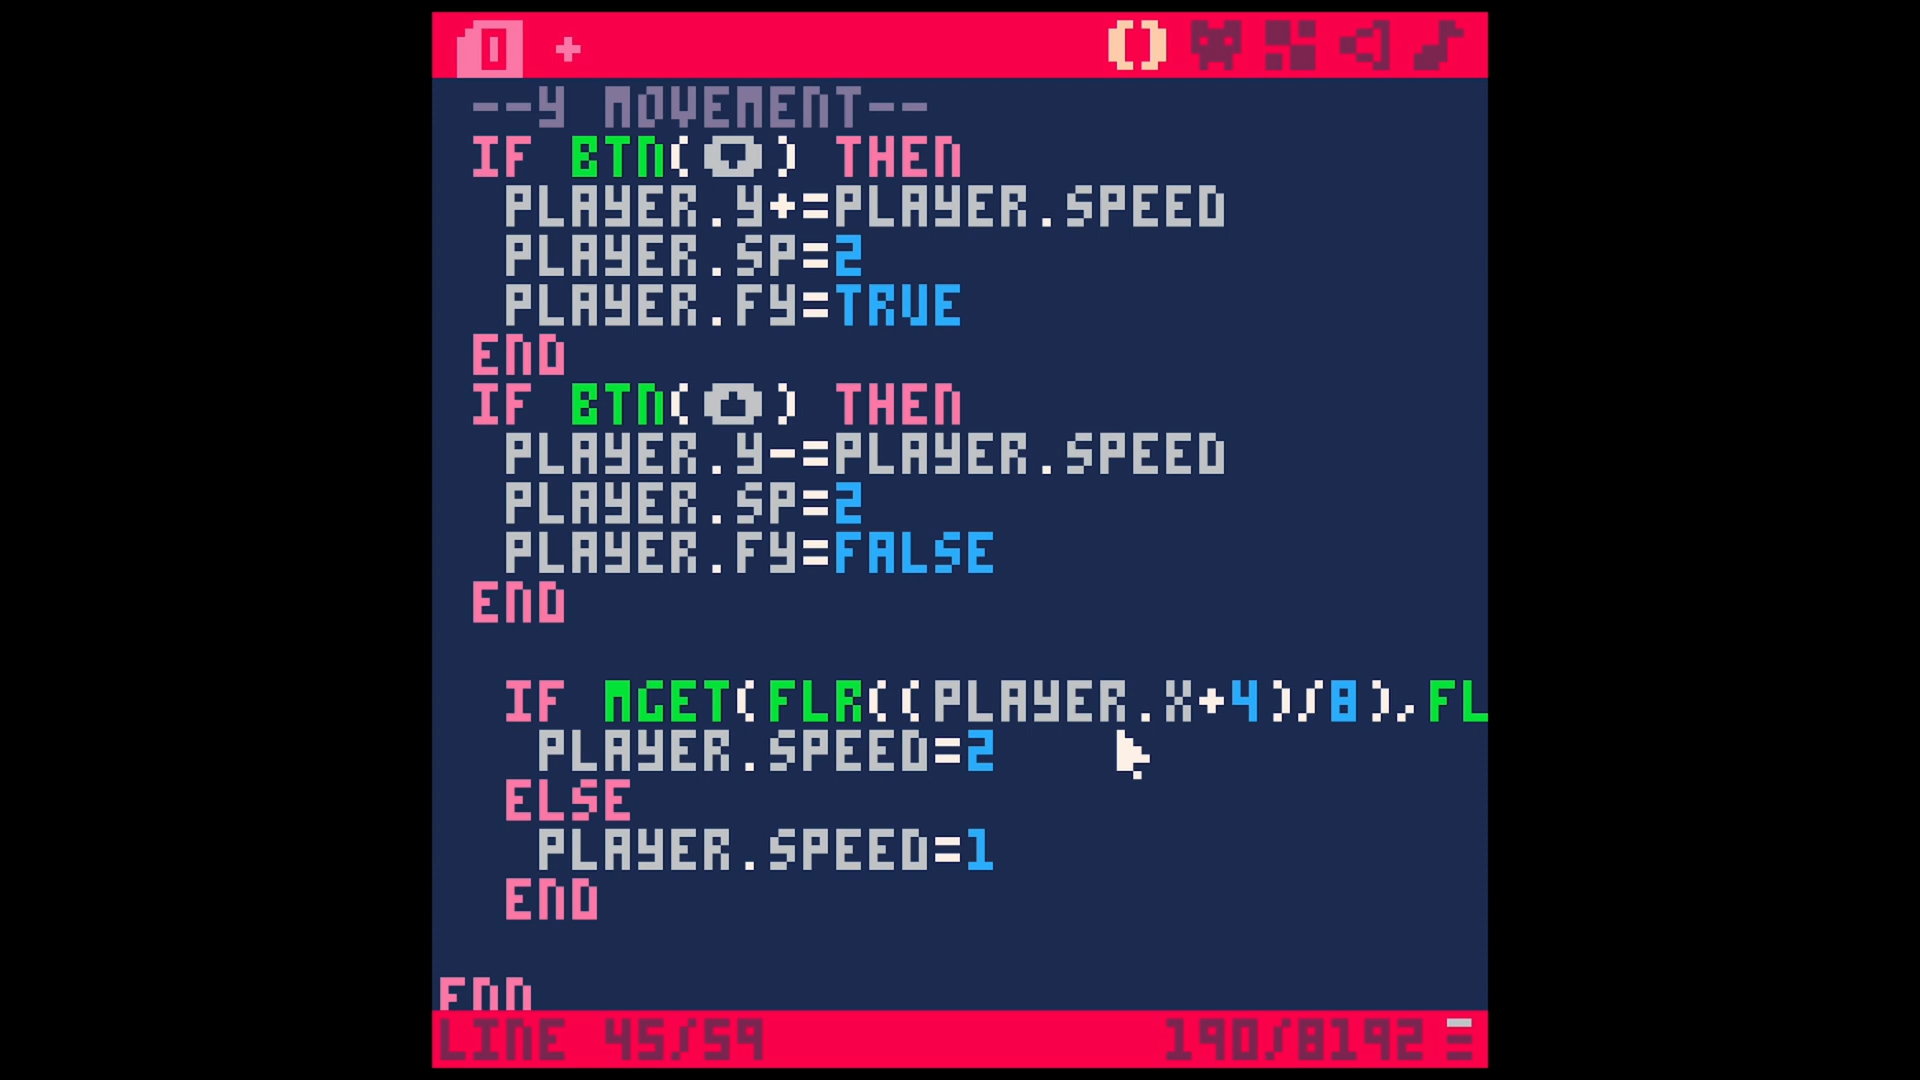 0 +
--Y MOVEMENT--
IF BTN(⬇️) THEN
PLAYER.Y+=PLAYER.SPEED
PLAYER.SP=2
PLAYER.FY=TRUE
END
IF BTN(⬆️) THEN
PLAYER.Y-=PLAYER.SPEED
PLAYER.SP=2
PLAYER.FY=FALSE
END
IF MGET(FLR((PLAYER.X+4)/8),FL
PLAYER.SPEED=2
ELSE
PLAYER.SPEED=1
END
END
LINE 45/59
190/8192